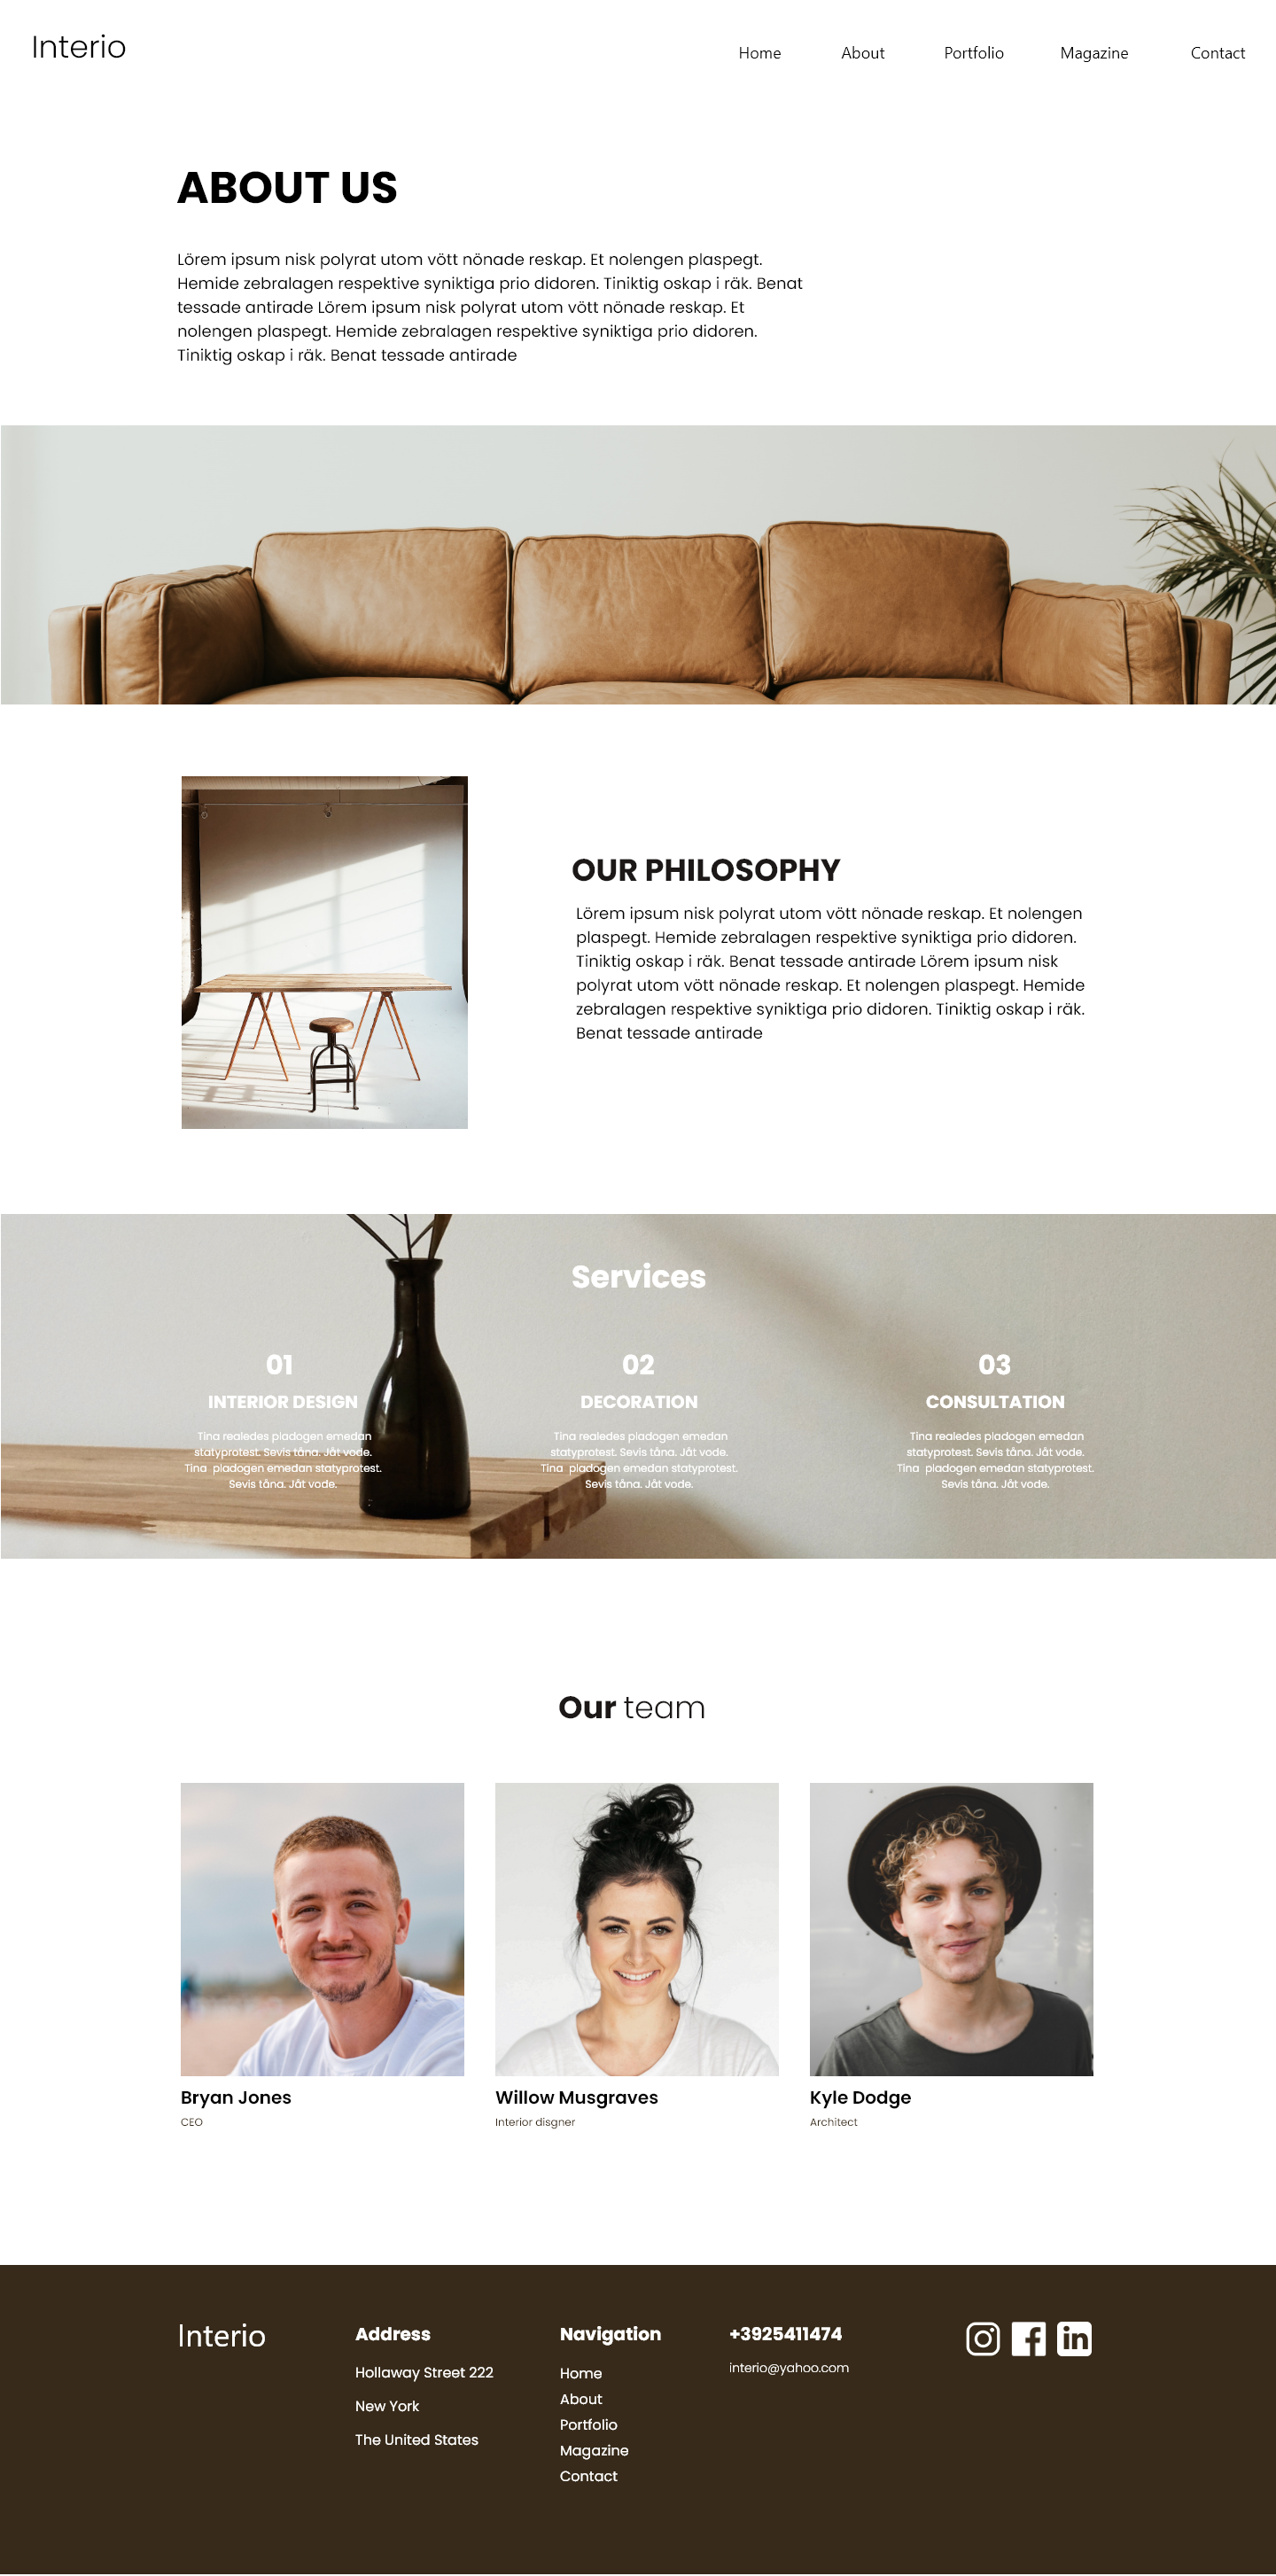 Interio
Home About Portfolio Magazine Contact
ABOUT US
Lörem ipsum nisk polyrat utom vött nönade reskap. Et nolengen plaspegt.
Hemide zebralagen respektive syniktiga prio didoren. Tiniktig oskap i räk. Benat
tessade antirade Lörem ipsum nisk polyrat utom vött nönade reskap. Et
nolengen plaspegt. Hemide zebralagen respektive syniktiga prio didoren.
Tiniktig oskap i räk. Benat tessade antirade
OUR PHILOSOPHY
Lörem ipsum nisk polyrat utom vött nönade reskap. Et nolengen
plaspegt. Hemide zebralagen respektive syniktiga prio didoren.
Tiniktig oskap i räk. Benat tessade antirade Lörem ipsum nisk
polyrat utom vött nönade reskap. Et nolengen plaspegt. Hemide
zebralagen respektive syniktiga prio didoren. Tiniktig oskap i räk.
Benat tessade antirade
Services
01
INTERIOR DESIGN
Tina realedes pladogen emedan
statyprotest. Sevis tåna. Jåt vode.
Tina pladogen emedan statyprotest.
Sevis tåna. Jåt vode.
02
DECORATION
Tina realedes pladogen emedan
statyprotest. Sevis tåna. Jåt vode.
Tina pladogen emedan statyprotest.
Sevis tåna. Jåt vode.
03
CONSULTATION
Tina realedes pladogen emedan
statyprotest. Sevis tåna. Jåt vode.
Tina pladogen emedan statyprotest.
Sevis tåna. Jåt vode.
Our team
Bryan Jones
CEO
Willow Musgraves
Interior disgner
Kyle Dodge
Architect
Interio
Address
Hollaway Street 222
New York
The United States
Navigation
Home
About
Portfolio
Magazine
Contact
+3925411474
interio@yahoo.com
in